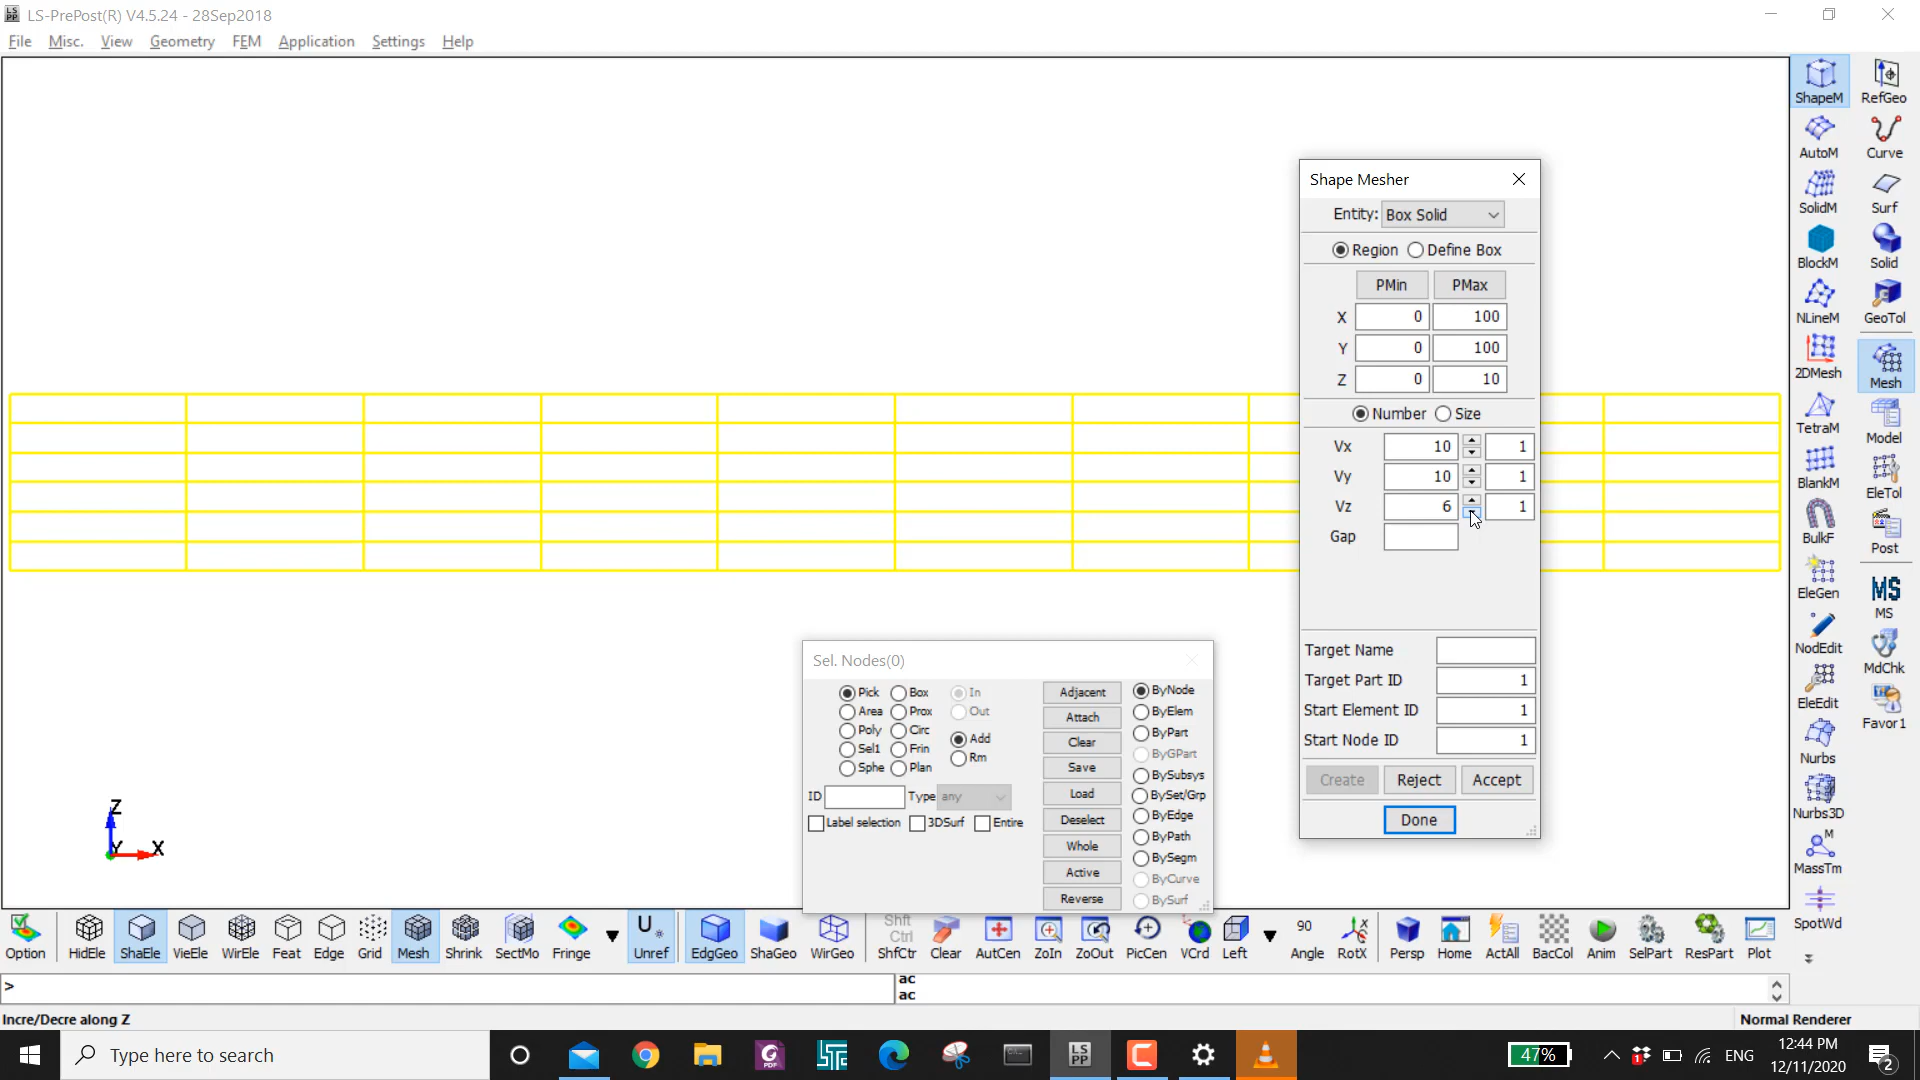 LS-PrePost(R) V4.5.24 - 28Sep2018
File Misc. View Geometry FEM Application Settings Help
Shape Mesher
Entity: Box Solid
Region Define Box
PMin PMax
X 0 100
Y 0 100
Z 0 10
Number Size
Vx 10 1
Vy 10 1
Vz 6 1
Gap
Target Name
Target Part ID 1
Start Element ID 1
Start Node ID 1
Create Reject Accept
Done
Sel. Nodes(0)
Pick Box In Adjacent ByNode
Area Prox Out Attach ByElem
Poly Circ Add Clear ByPart
Sel1 Frin Rm Save ByGPart
Sphe Plan Load BySubsys
ID Type any Deselect BySet/Grp
Label selection 3DSurf Entire Whole ByEdge
Active ByPath
Reverse BySegm
ByCurve
BySurf
Z
Y X
ShapeM RefGeo
AutoM Curve
SolidM Surf
BlockM Solid
NLineM GeoTol
2DMesh Mesh
TetraM Model
BlankM EleTol
BulkF Post
EleGen MS
MS
NodEdit MdChk
EleEdit Favor1
Nurbs
Nurbs3D
M
MassTm
SpotWd
Option HidEle ShaEle VieEle WirEle Feat Edge Grid Mesh Shrink SectMo Fringe U Unref EdgGeo ShaGeo WirGeo Shft Ctrl ShfCtr Clear AutCen ZoIn ZoOut PicCen VCrd Left 90 Angle RotX Persp Home ActAll BacCol Anim SelPart ResPart Plot
> ac
ac
Incre/Decre along Z Normal Renderer
Type here to search
PDF
LS
PP
47%
1
ENG
12:44 PM
12/11/2020
2